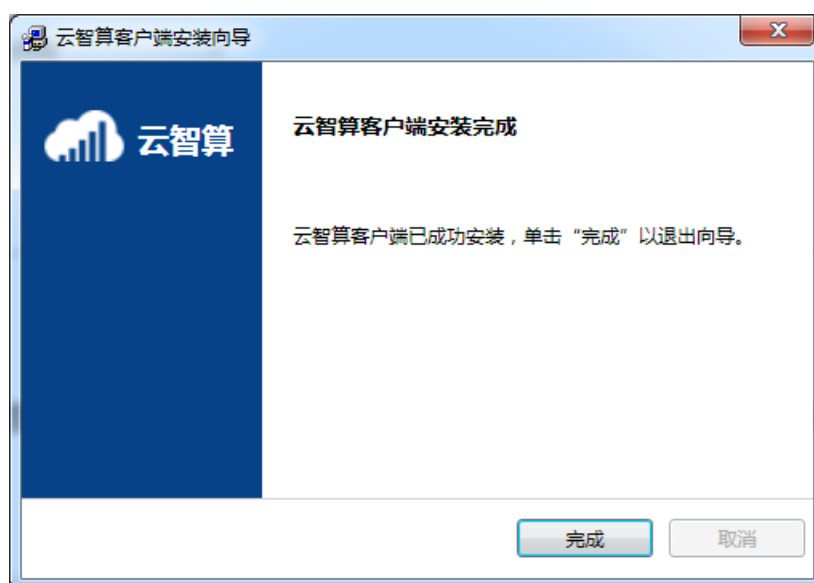 云智算客户端安装向导
云智算
云智算客户端安装完成
云智算客户端已成功安装，单击“完成”以退出向导。
完成
取消